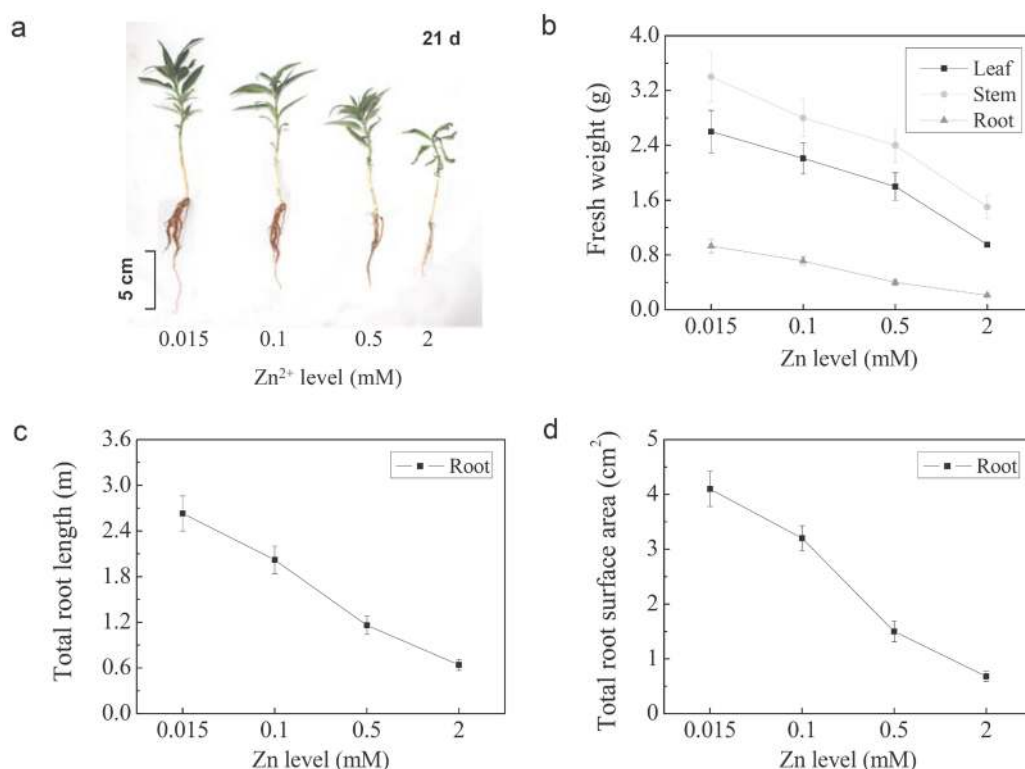 a
21 d
5 cm
0.015 0.1 0.5 2
Zn²⁺ level (mM)
b
Fresh weight (g)
4.0
3.2
2.4
1.6
0.8
0.0
Leaf
Stem
Root
0.015 0.1 0.5 2
Zn level (mM)
c
Total root length (m)
3.6
3.0
2.4
1.8
1.2
0.6
0.0
Root
0.015 0.1 0.5 2
Zn level (mM)
d
Total root surface area (cm²)
5
4
3
2
1
0
Root
0.015 0.1 0.5 2
Zn level (mM)